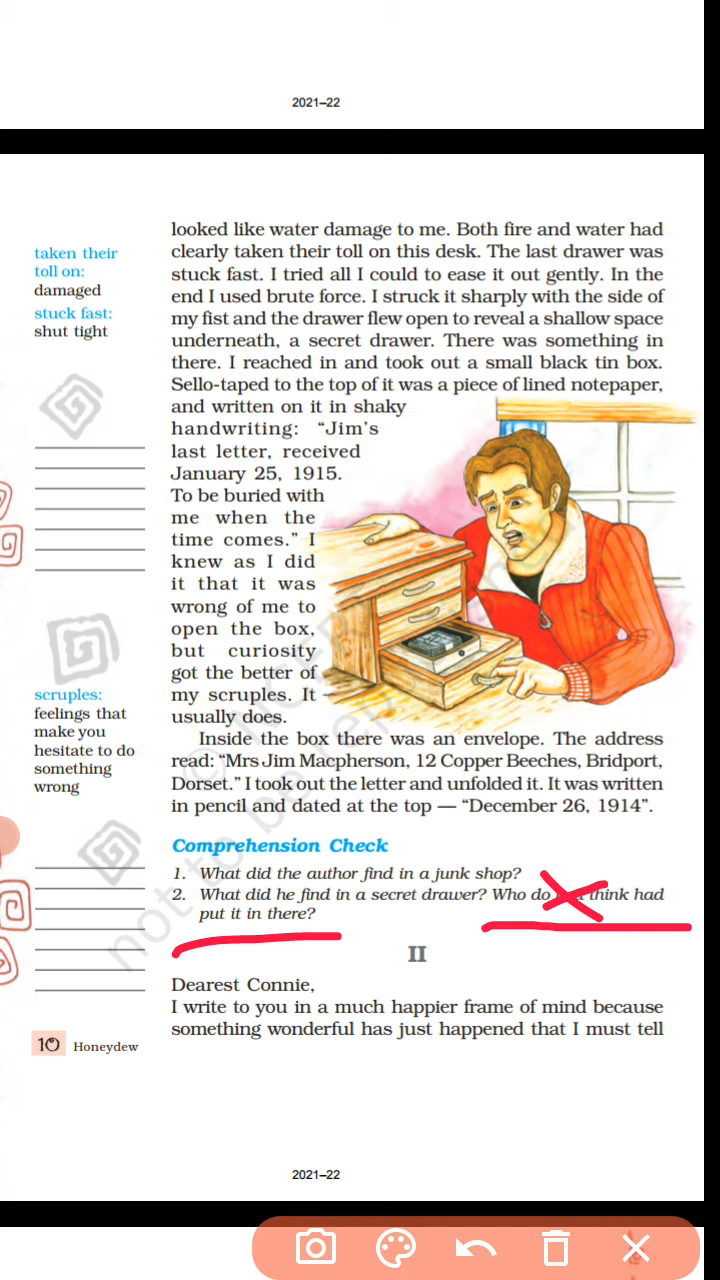 2021–22
looked like water damage to me. Both fire and water had
clearly taken their toll on this desk. The last drawer was
stuck fast. I tried all I could to ease it out gently. In the
end I used brute force. I struck it sharply with the side of
my fist and the drawer flew open to reveal a shallow space
underneath, a secret drawer. There was something in
there. I reached in and took out a small black tin box.
Sello-taped to the top of it was a piece of lined notepaper,
and written on it in shaky
handwriting: “Jim’s
last letter, received
January 25, 1915.
To be buried with
me when the
time comes.” I
knew as I did
it that it was
wrong of me to
open the box,
but curiosity
got the better of
my scruples. It
usually does.
taken their
toll on:
damaged
stuck fast:
shut tight
scruples:
feelings that
make you
hesitate to do
something
wrong
Inside the box there was an envelope. The address
read: “Mrs Jim Macpherson, 12 Copper Beeches, Bridport,
Dorset.” I took out the letter and unfolded it. It was written
in pencil and dated at the top — “December 26, 1914”.
Comprehension Check
1. What did the author find in a junk shop?
2. What did he find in a secret drawer? Who do think had
put it in there?
II
Dearest Connie,
I write to you in a much happier frame of mind because
something wonderful has just happened that I must tell
10 Honeydew
2021–22
not to be